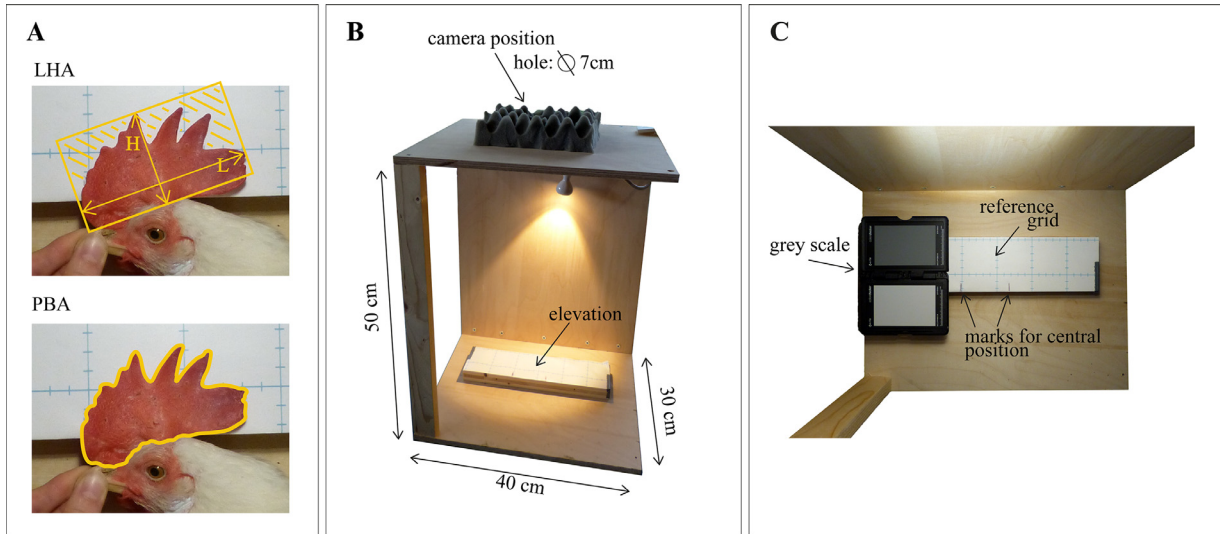 A
LHA
H
L
PBA
B
camera position
hole: ∅ 7cm
50 cm
elevation
30 cm
40 cm
C
reference
grid
grey scale
marks for central
position